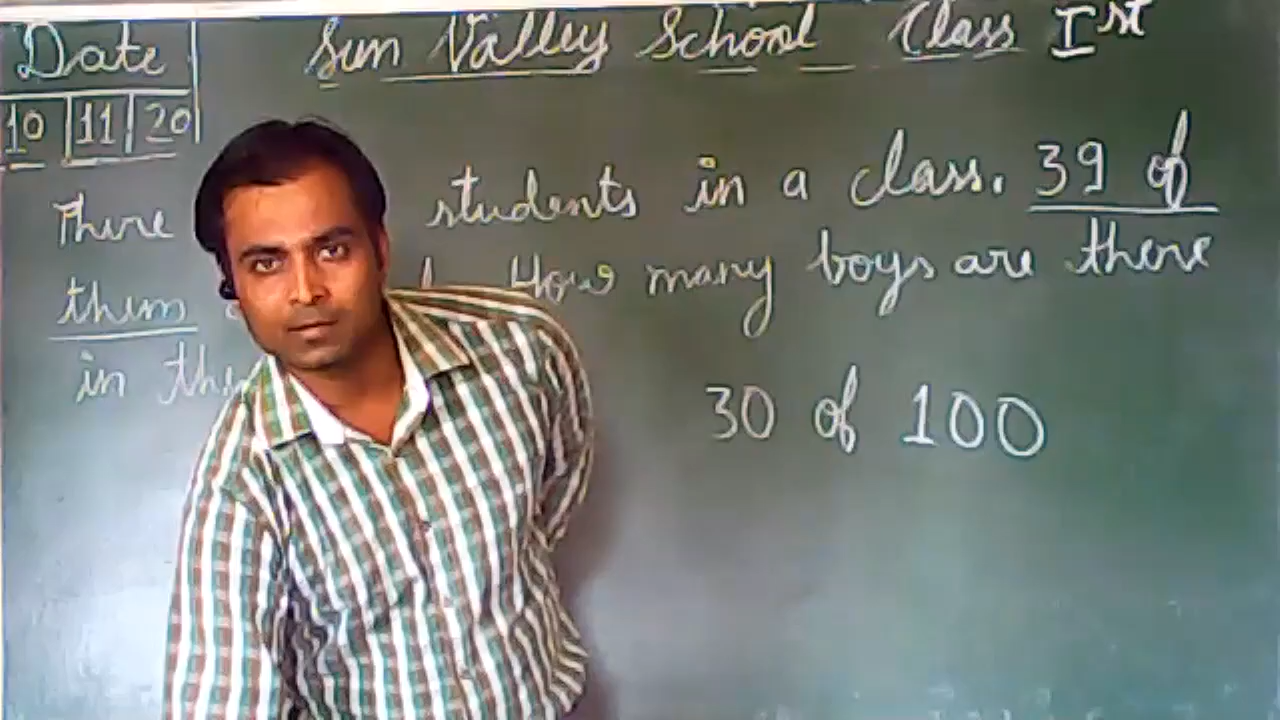 Date
Sun Valley School Class Ist
10 11 20
There students in a class. 39 of
them How many boys are there
in
30 of 100